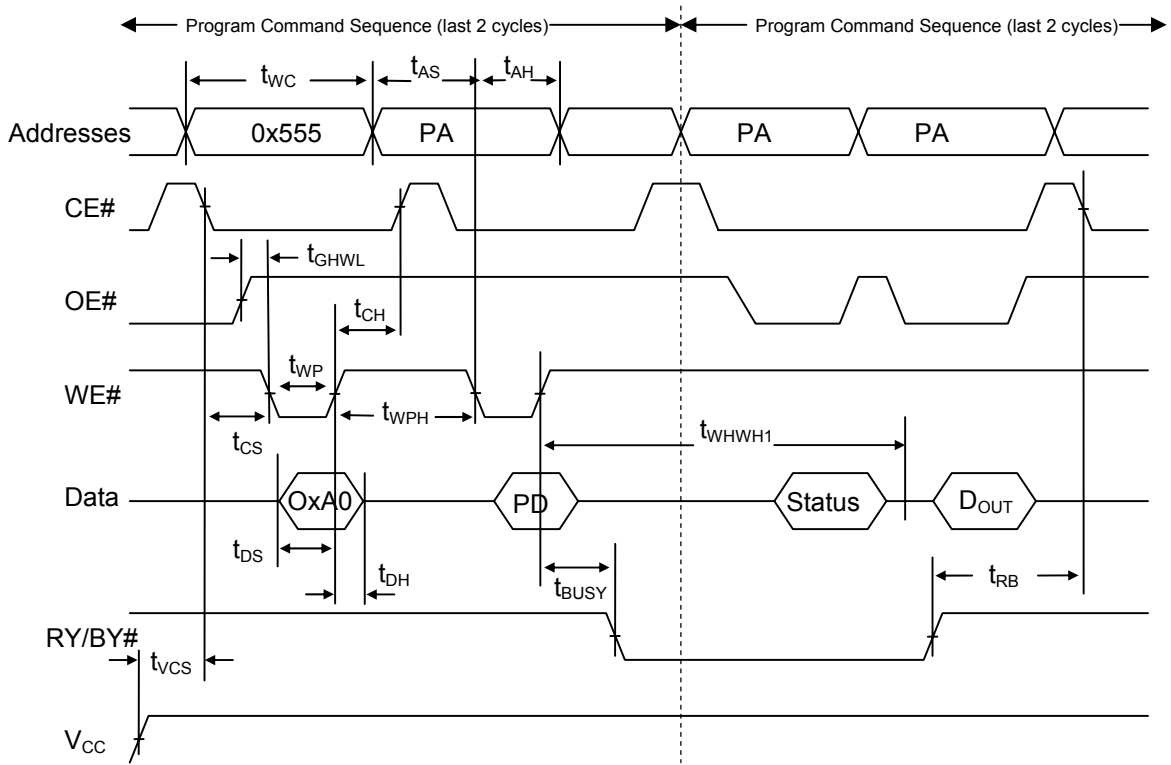 Program Command Sequence (last 2 cycles) Program Command Sequence (last 2 cycles)
tWC tAS tAH
Addresses 0x555 PA PA PA
CE#
tGHWL
OE#
tCH
tWP
WE#
tWPH
tCS tWHWH1
Data OxA0 PD Status DOUT
tDS tDH tBUSY tRB
RY/BY#
tVCS
VCC